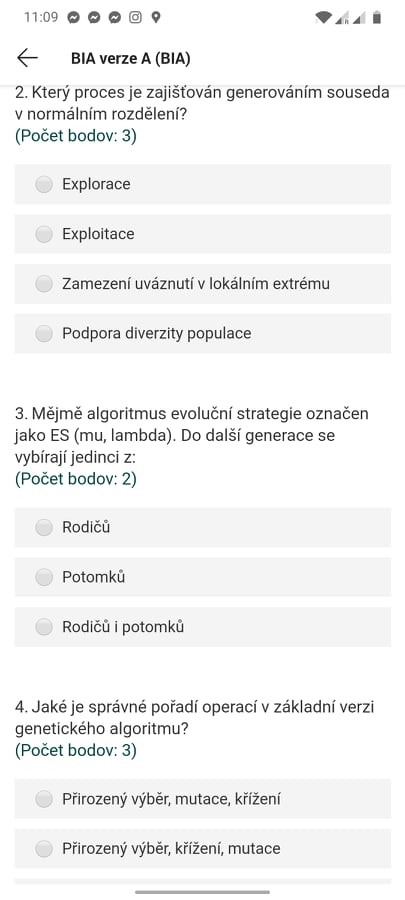 11:09
BIA verze A (BIA)
2. Který proces je zajišťován generováním souseda
v normálním rozdělení?
(Počet bodov: 3)
Explorace
Exploitace
Zamezení uváznutí v lokálním extrému
Podpora diverzity populace
3. Mějmě algoritmus evoluční strategie označen
jako ES (mu, lambda). Do další generace se
vybírají jedinci z:
(Počet bodov: 2)
Rodičů
Potomků
Rodičů i potomků
4. Jaké je správné pořadí operací v základní verzi
genetického algoritmu?
(Počet bodov: 3)
Přirozený výběr, mutace, křížení
Přirozený výběr, křížení, mutace